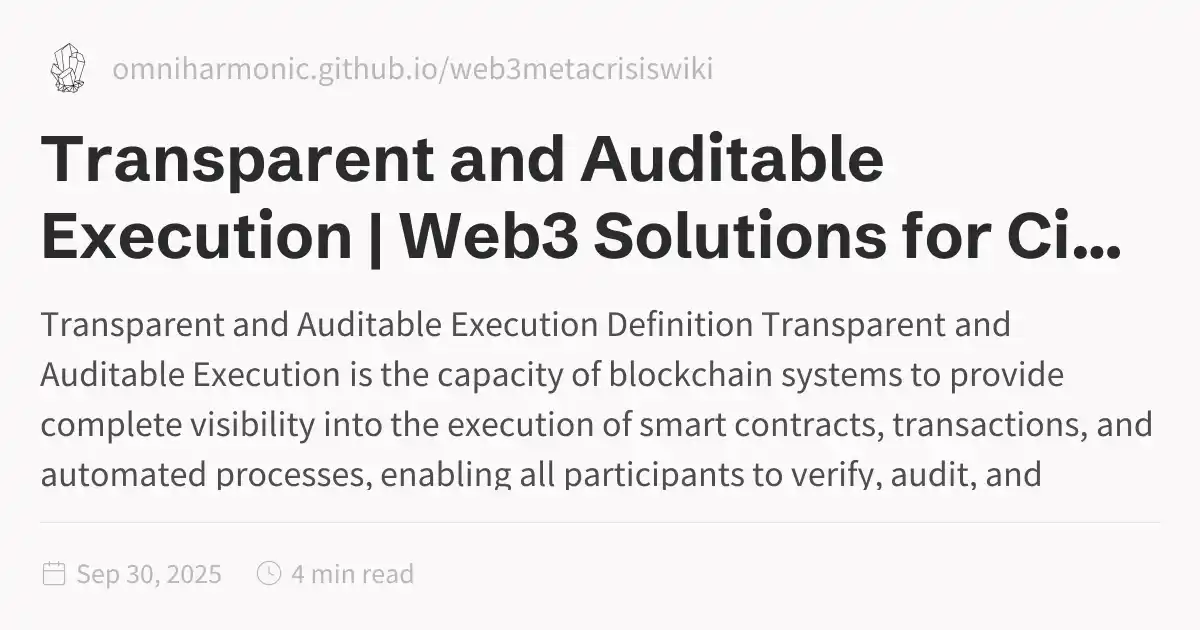 omniharmonic.github.io/web3metacrisiswiki
Transparent and Auditable
Execution | Web3 Solutions for Ci...
Transparent and Auditable Execution Definition Transparent and
Auditable Execution is the capacity of blockchain systems to provide
complete visibility into the execution of smart contracts, transactions, and
automated processes, enabling all participants to verify, audit, and
Sep 30, 2025 4 min read